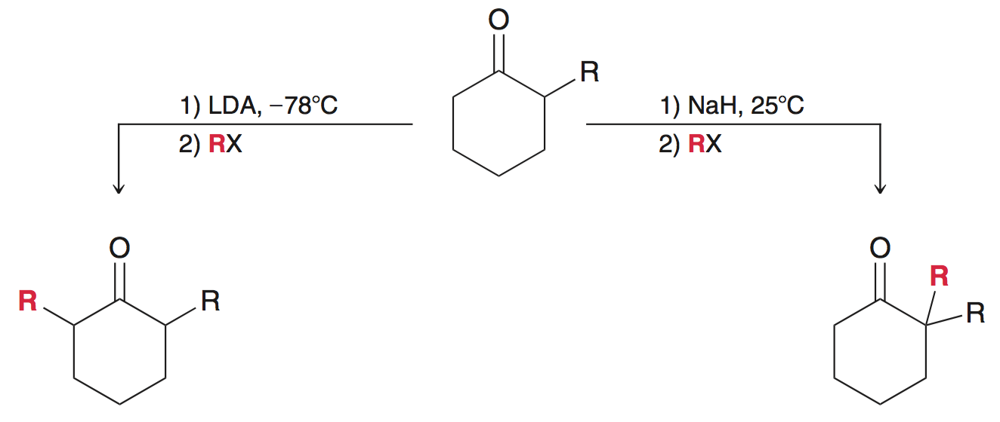 O
R
1) LDA, −78°C
2) RX
1) NaH, 25°C
2) RX
O
R
R
O
R
R